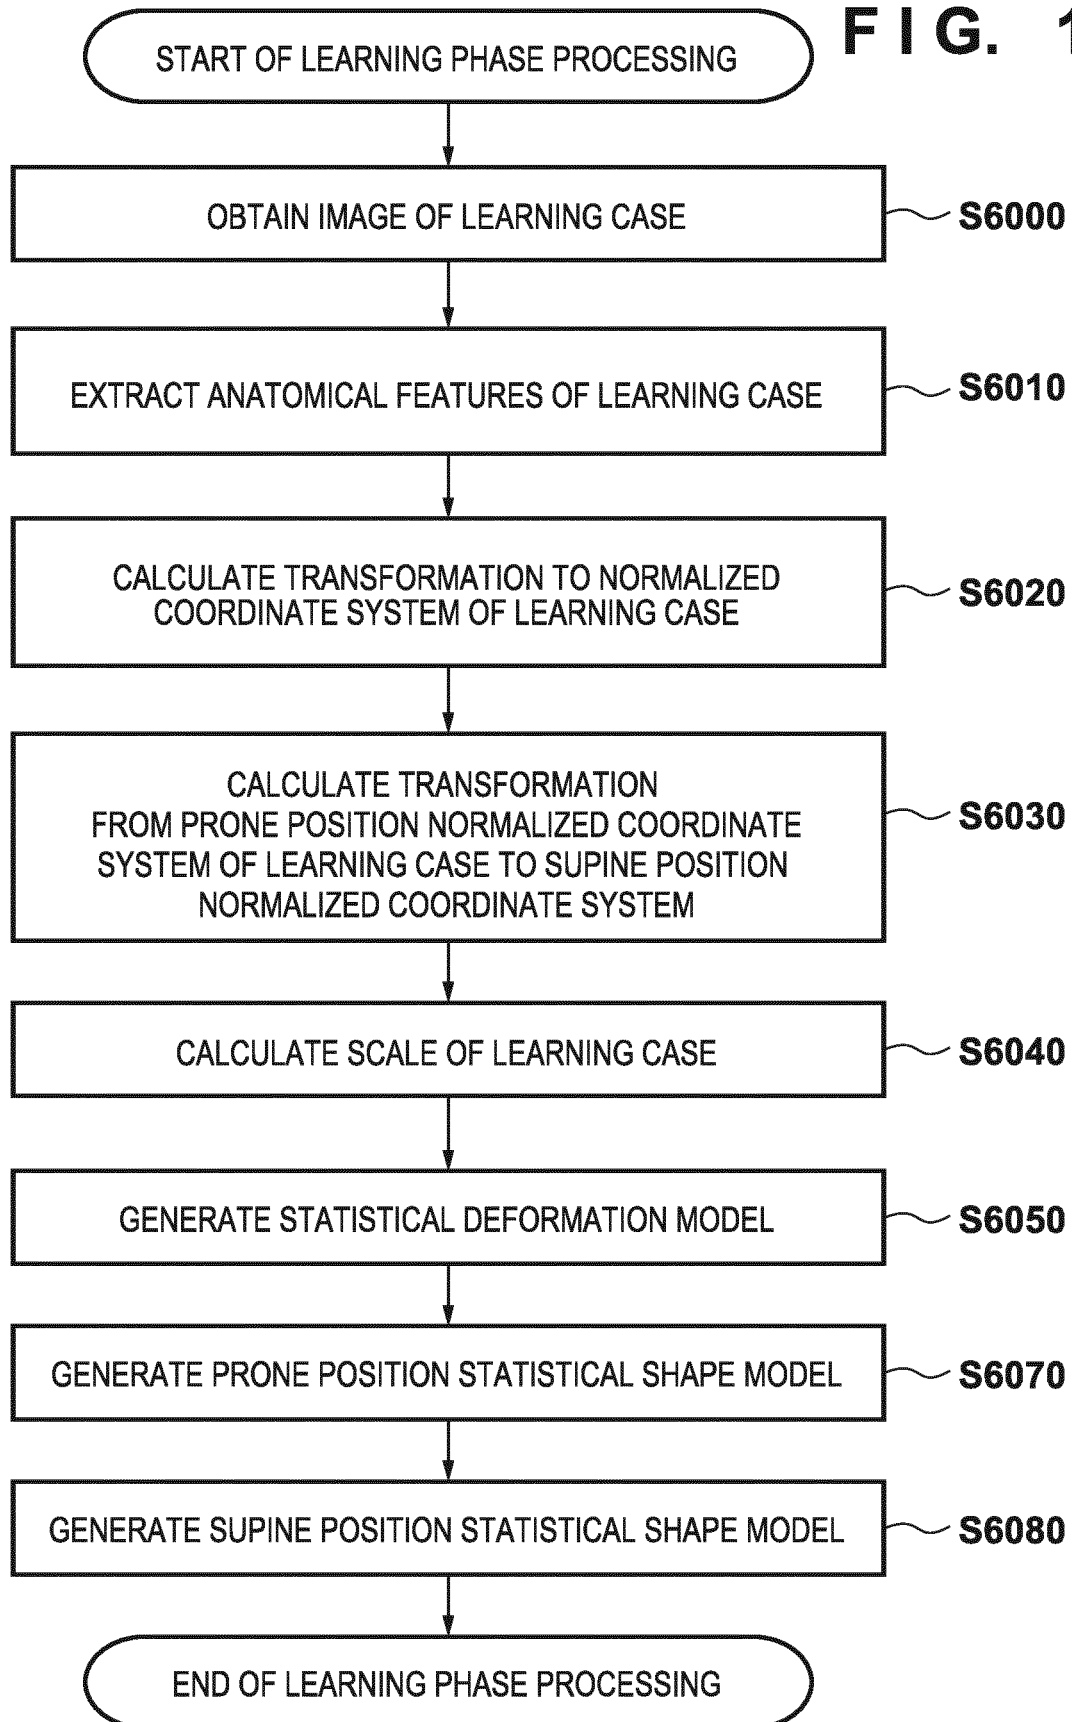 FIG. 1
START OF LEARNING PHASE PROCESSING
OBTAIN IMAGE OF LEARNING CASE
S6000
EXTRACT ANATOMICAL FEATURES OF LEARNING CASE
S6010
CALCULATE TRANSFORMATION TO NORMALIZED
COORDINATE SYSTEM OF LEARNING CASE
S6020
CALCULATE TRANSFORMATION
FROM PRONE POSITION NORMALIZED COORDINATE
SYSTEM OF LEARNING CASE TO SUPINE POSITION
NORMALIZED COORDINATE SYSTEM
S6030
CALCULATE SCALE OF LEARNING CASE
S6040
GENERATE STATISTICAL DEFORMATION MODEL
S6050
GENERATE PRONE POSITION STATISTICAL SHAPE MODEL
S6070
GENERATE SUPINE POSITION STATISTICAL SHAPE MODEL
S6080
END OF LEARNING PHASE PROCESSING